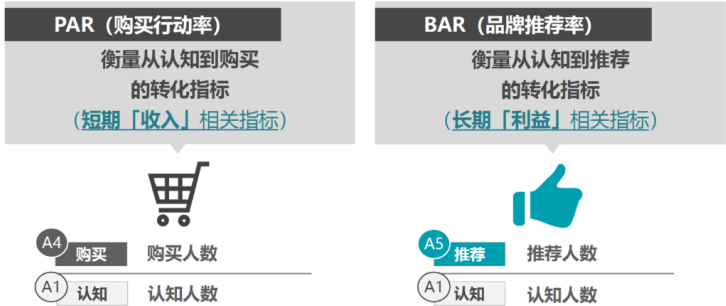 PAR（购买行动率）
衡量从认知到购买
的转化指标
（短期「收入」相关指标）
A4 购买 购买人数
A1 认知 认知人数
BAR（品牌推荐率）
衡量从认知到推荐
的转化指标
（长期「利益」相关指标）
A5 推荐 推荐人数
A1 认知 认知人数